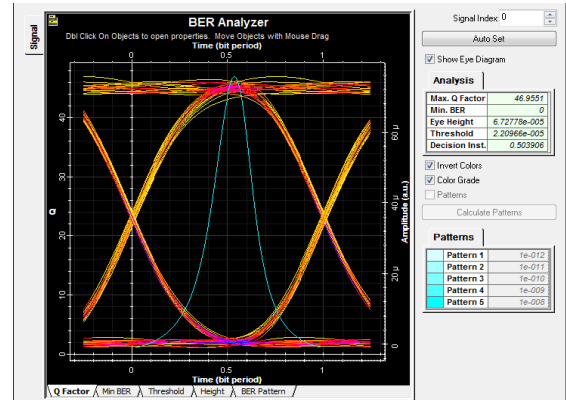 Signal
BER Analyzer
Dbl Click On Objects to open properties. Move Objects with Mouse Drag
Time (bit period)
0 0.5 1
Q
0 10 20 30 40
Amplitude (a.u.)
0 20 µ 40 µ 60 µ
0 0.5 1
Time (bit period)
Q Factor Min BER Threshold Height BER Pattern
Signal Index: 0
Auto Set
Show Eye Diagram
Analysis
Max. Q Factor 46.9551
Min. BER 0
Eye Height 6.72778e-005
Threshold 2.20966e-005
Decision Inst. 0.503906
Invert Colors
Color Grade
Patterns
Calculate Patterns
Patterns
Pattern 1 1e-012
Pattern 2 1e-011
Pattern 3 1e-010
Pattern 4 1e-009
Pattern 5 1e-008